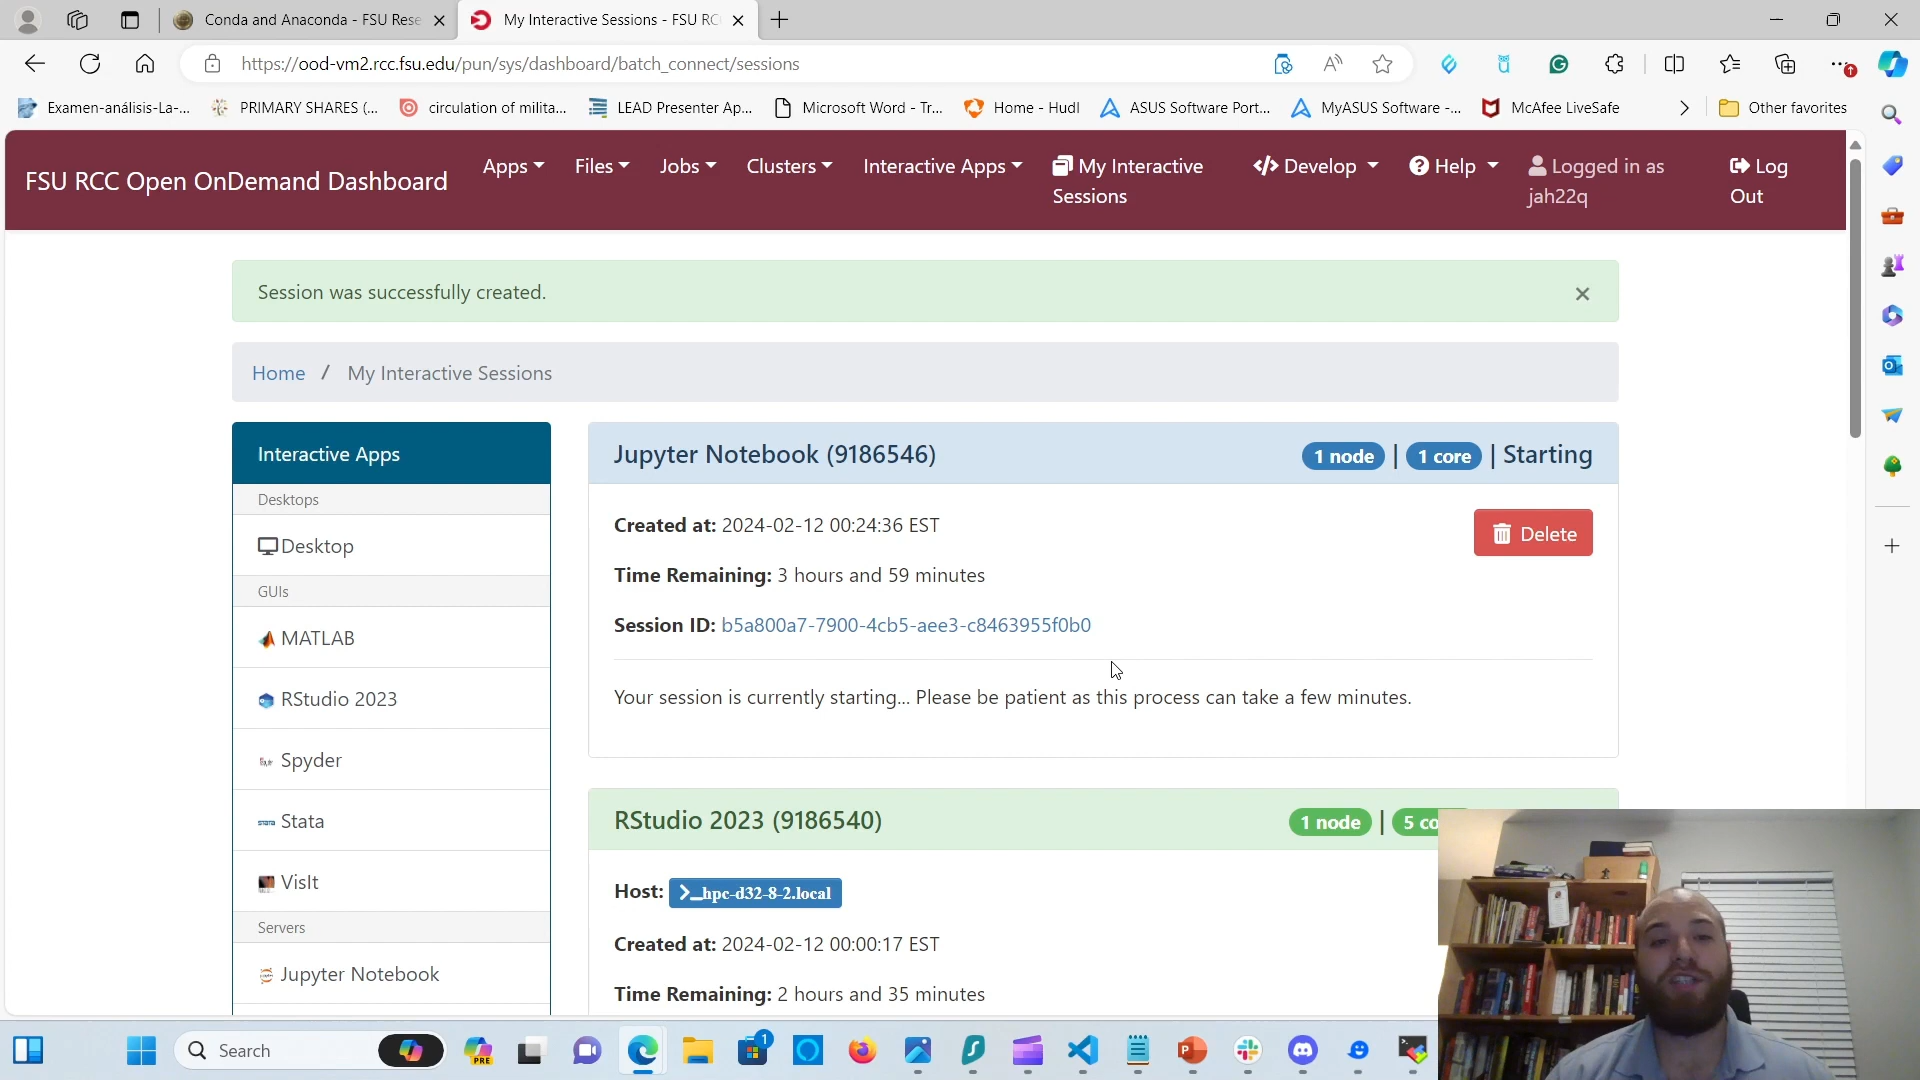 Conda and Anaconda - FSU Rese
My Interactive Sessions - FSU RC
https://ood-vm2.rcc.fsu.edu/pun/sys/dashboard/batch_connect/sessions
Examen-análisis-La-...
PRIMARY SHARES (...
circulation of milita...
LEAD Presenter Ap...
Microsoft Word - Tr...
Home - Hudl
ASUS Software Port...
MyASUS Software -...
McAfee LiveSafe
Other favorites
FSU RCC Open OnDemand Dashboard
Apps
Files
Jobs
Clusters
Interactive Apps
My Interactive
Sessions
Develop
Help
Logged in as
jah22q
Log
Out
Session was successfully created.
Home / My Interactive Sessions
Interactive Apps
Desktops
Desktop
GUIs
MATLAB
RStudio 2023
Spyder
Stata
VisIt
Servers
Jupyter Notebook
Jupyter Notebook (9186546)
1 node | 1 core | Starting
Created at: 2024-02-12 00:24:36 EST
Delete
Time Remaining: 3 hours and 59 minutes
Session ID: b5a800a7-7900-4cb5-aee3-c8463955f0b0
Your session is currently starting... Please be patient as this process can take a few minutes.
RStudio 2023 (9186540)
1 node | 5 co
Host: >_hpc-d32-8-2.local
Created at: 2024-02-12 00:00:17 EST
Time Remaining: 2 hours and 35 minutes
Search
PRE
1